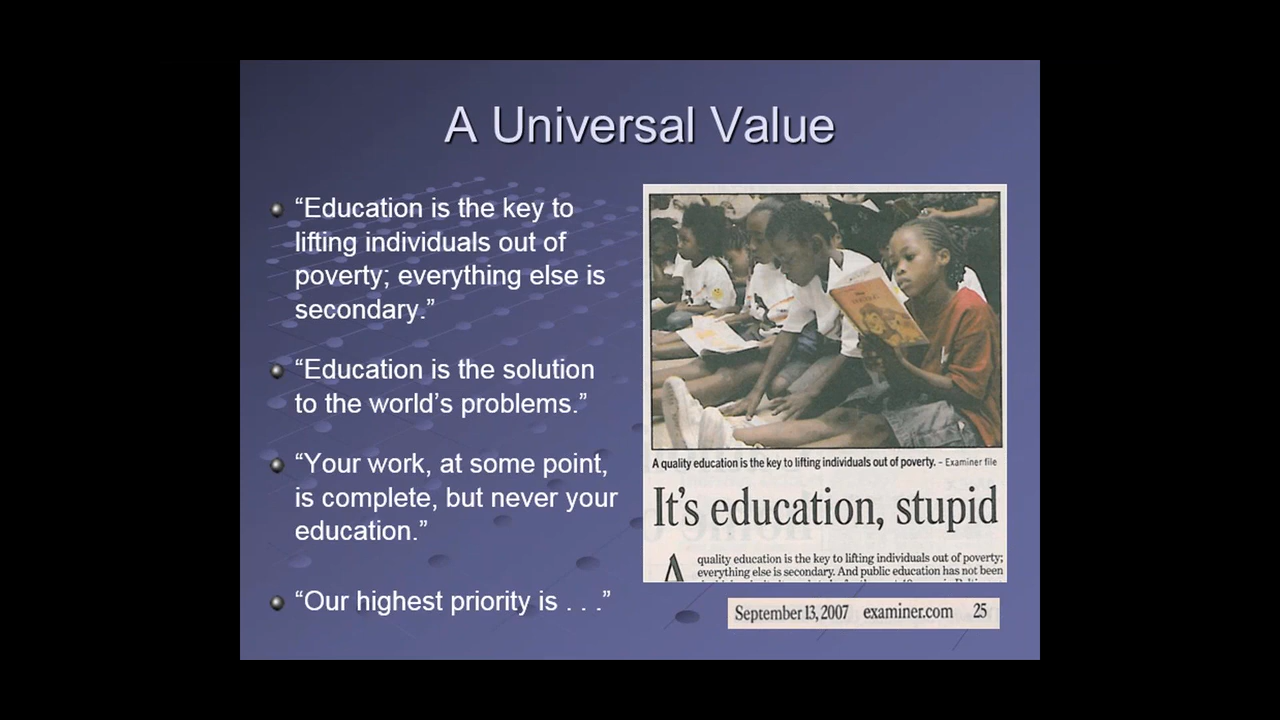 A Universal Value
“Education is the key to
lifting individuals out of
poverty; everything else is
secondary.”
“Education is the solution
to the world’s problems.”
“Your work, at some point,
is complete, but never your
education.”
“Our highest priority is . . .”
A quality education is the key to lifting individuals out of poverty. – Examiner file
It’s education, stupid
A quality education is the key to lifting individuals out of poverty;
everything else is secondary. And public education has not been
September 13, 2007 examiner.com 25